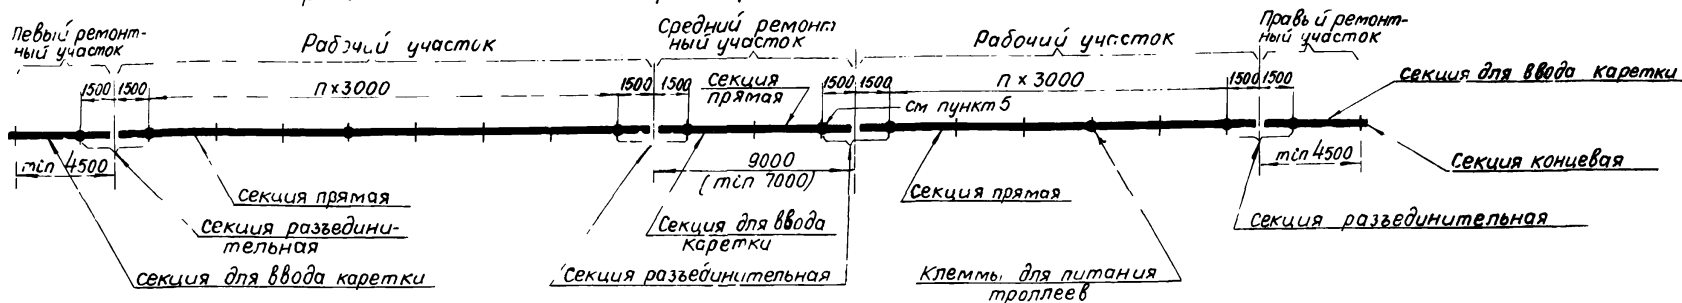 Левый ремонт-
ный участок
Рабочий участок
Средний ремонт
ный участок
Рабочий участок
Правый ремонт-
ный участок
1500 1500
п х 3000
1500 1500
секция
прямая
1500 1500
п х 3000
1500 1500
секция для ввода каретки
см пункт 5
min 4500
9000
(min 7000)
min 4500
секция концевая
секция прямая
секция прямая
секция разъедини-
тельная
Секция для ввода
каретки
Секция разъединительная
секция для ввода каретки
Секция разъединительная
Клеммы для питания
троллеев